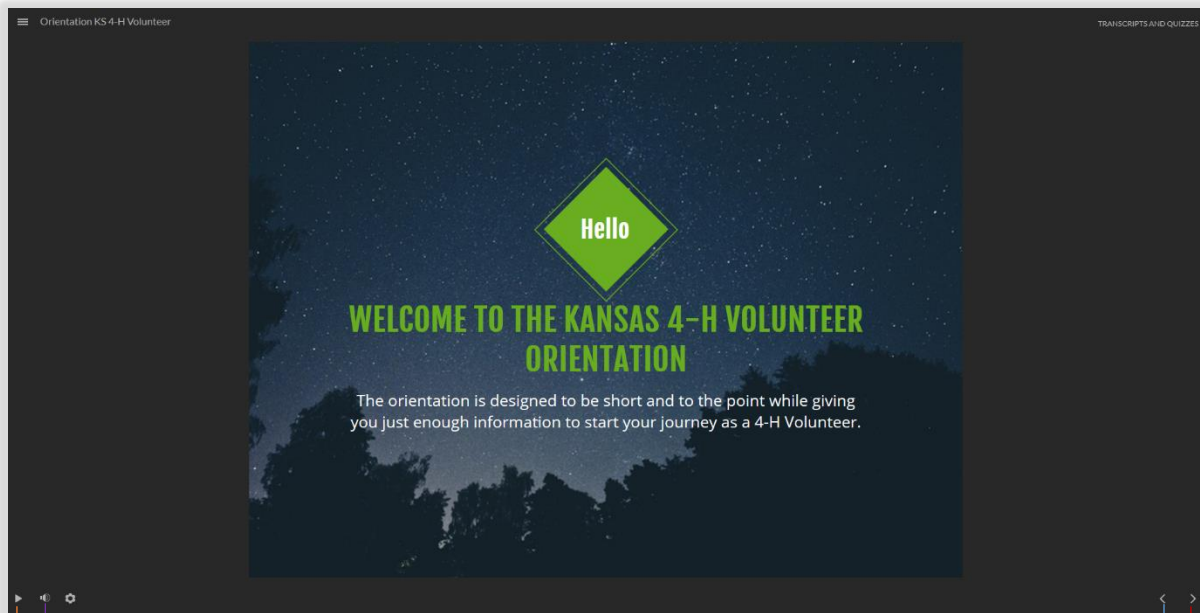 Orientation KS 4-H Volunteer
TRANSCRIPTS AND QUIZZES
Hello
WELCOME TO THE KANSAS 4-H VOLUNTEER
ORIENTATION
The orientation is designed to be short and to the point while giving
you just enough information to start your journey as a 4-H Volunteer.